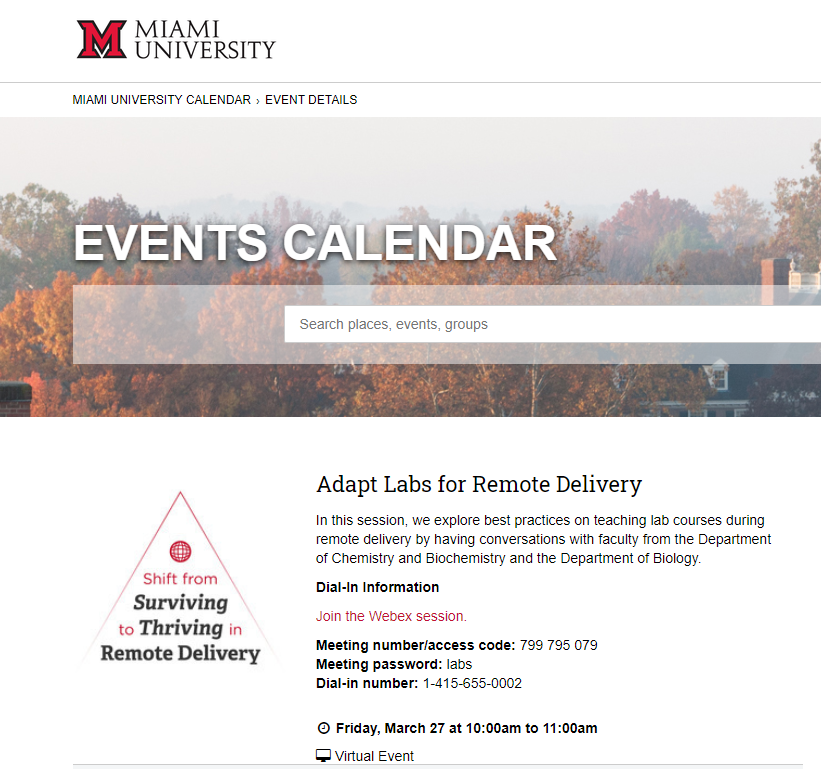 MIAMI
UNIVERSITY
MIAMI UNIVERSITY CALENDAR › EVENT DETAILS
EVENTS CALENDAR
Search places, events, groups
Adapt Labs for Remote Delivery
In this session, we explore best practices on teaching lab courses during
remote delivery by having conversations with faculty from the Department
of Chemistry and Biochemistry and the Department of Biology.
Dial-In Information
Join the Webex session.
Meeting number/access code: 799 795 079
Meeting password: labs
Dial-in number: 1-415-655-0002
Friday, March 27 at 10:00am to 11:00am
Virtual Event
Shift from
Surviving
to Thriving in
Remote Delivery